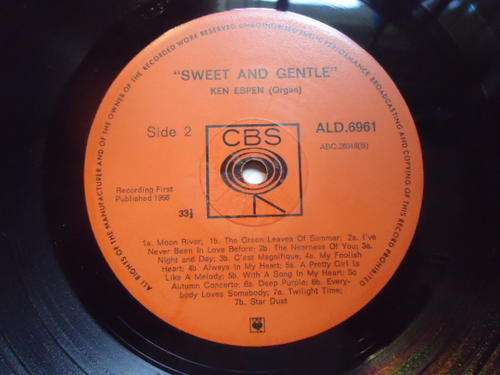 ALL RIGHTS OF THE MANUFACTURER AND OF THE OWNER OF THE RECORDED WORK RESERVED UNAUTHORISED PUBLIC PERFORMANCE BROADCASTING AND COPYING OF THIS RECORD PROHIBITED
"SWEET AND GENTLE"
KEN ESPEN (Organ)
Side 2
CBS
ALD.6961
Recording First
Published 1966
33⅓
1a. Moon River; 1b. The Green Leaves Of Summer; 2a. I've
Never Been In Love Before; 2b. The Nearness Of You; 3a.
Night and Day; 3b. C'est Magnifique; 4a. My Foolish
Heart; 4b. Always In My Heart; 5a. A Pretty Girl Is
Like A Melody; 5b. With A Song In My Heart; 5c
Autumn Concerto; 6a. Deep Purple; 6b. Every-
body Loves Somebody; 7a. Twilight Time;
7b. Star Dust